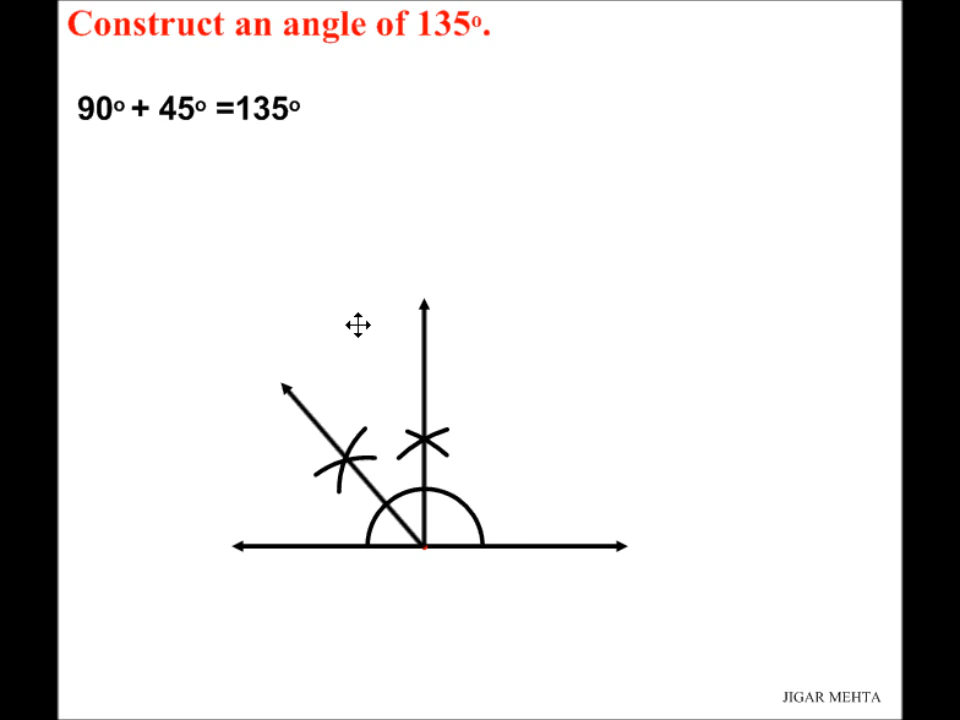 Construct an angle of 135º.
90º + 45º =135º
JIGAR MEHTA